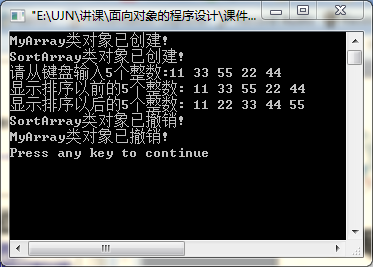 "E:\UJN\讲课\面向对象的程序设计\课件...
MyArray类对象已创建!
SortArray类对象已创建!
请从键盘输入5个整数:11 33 55 22 44
显示排序以前的5个整数: 11 33 55 22 44
显示排序以后的5个整数: 11 22 33 44 55
SortArray类对象已撤销!
MyArray类对象已撤销!
Press any key to continue